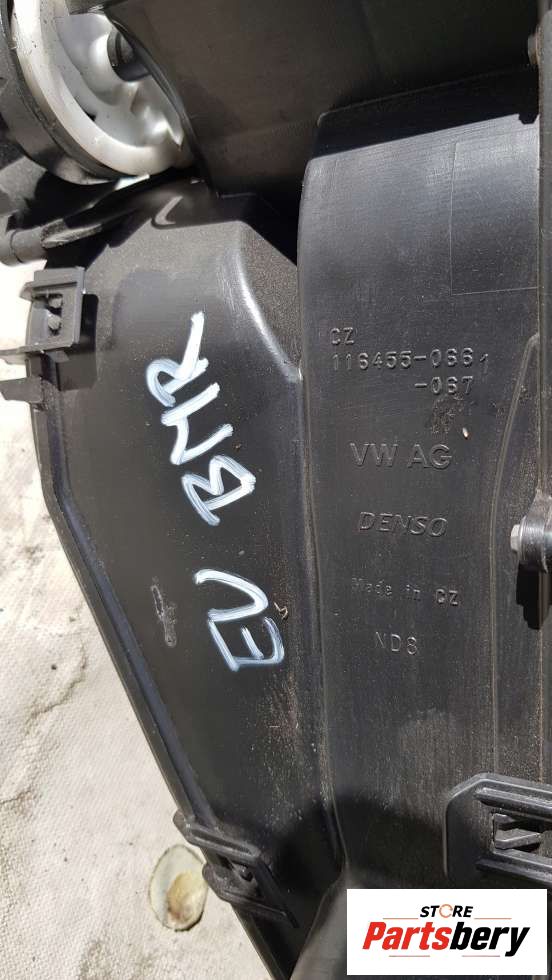 EU BMR
CZ
116455-0661
-067
VW AG
DENSO
Made in CZ
ND8
STORE
Partsbery